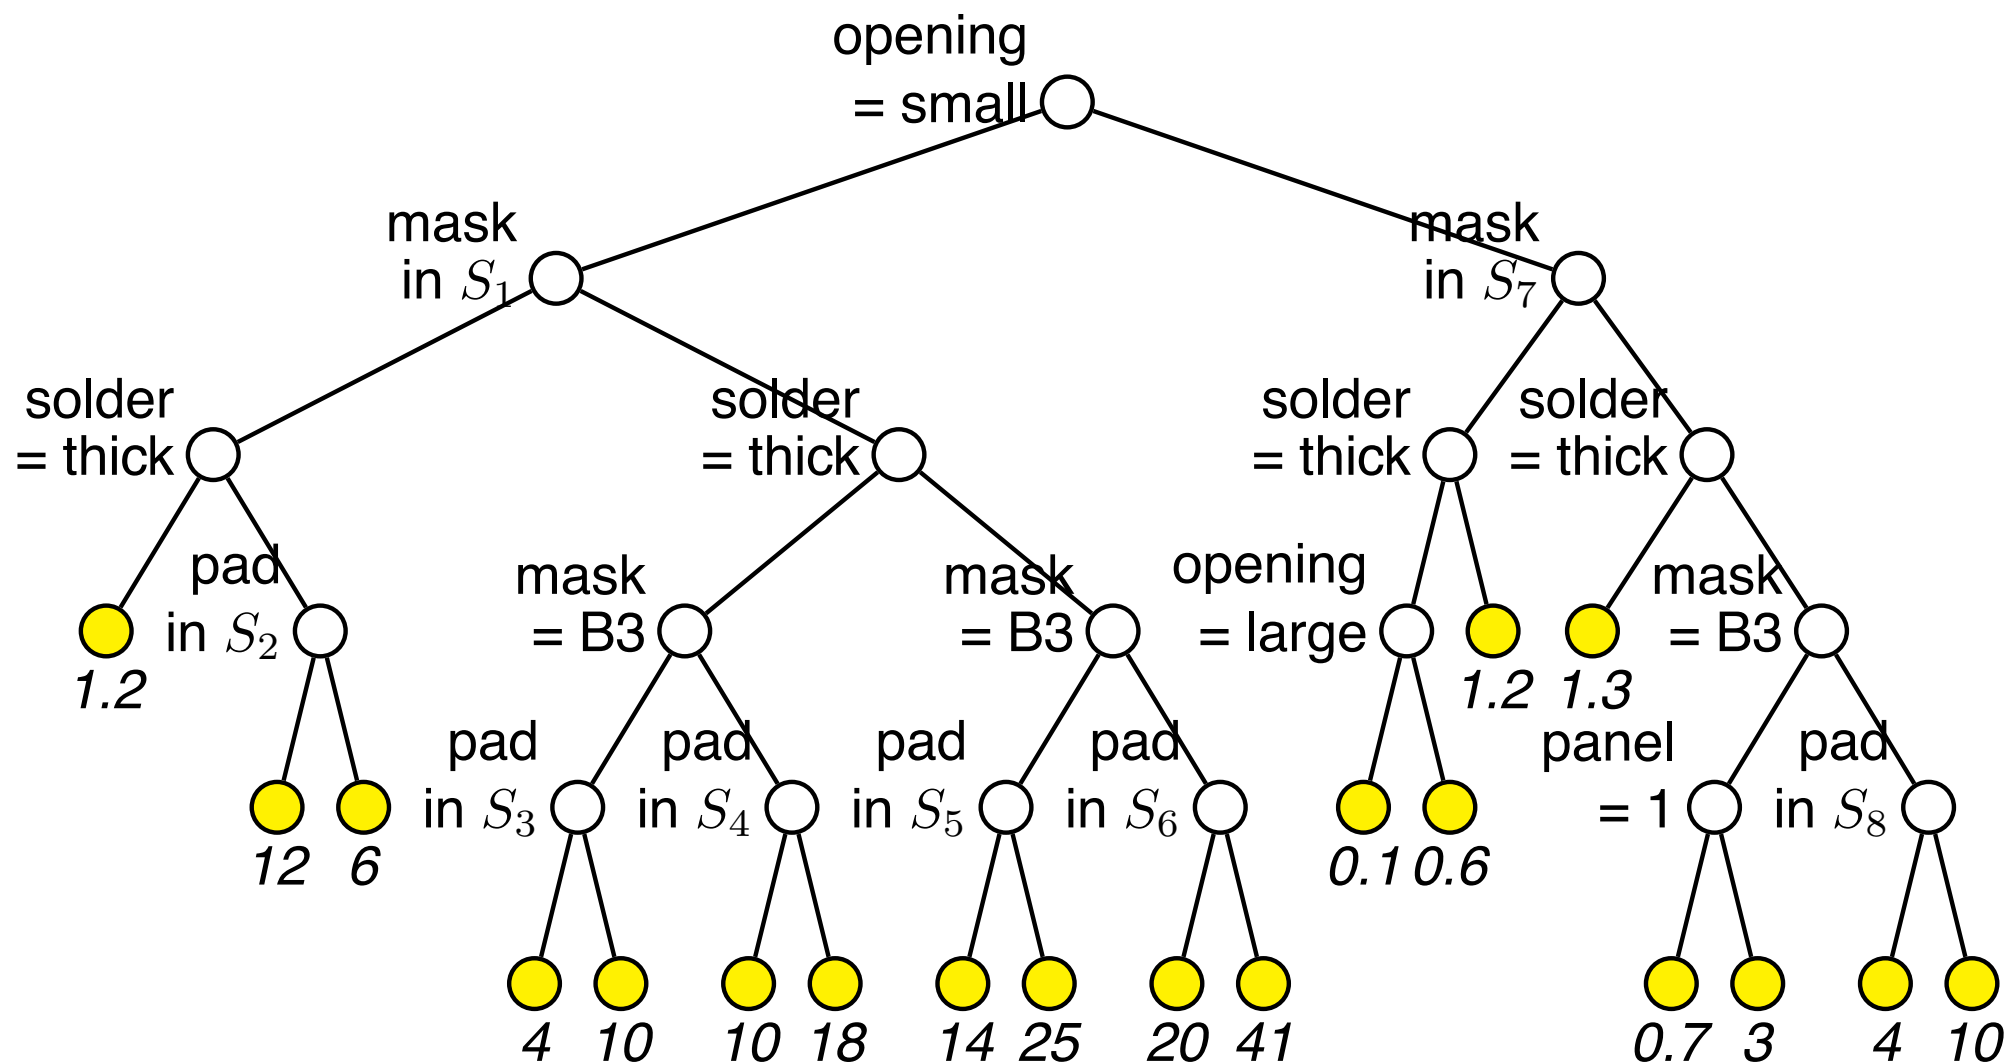 opening
= small
mask
in S1
mask
in S7
solder
= thick
solder
= thick
solder
= thick
solder
= thick
pad
in S2
mask
= B3
mask
= B3
opening
= large
mask
= B3
1.2
1.2
1.3
pad
in S3
pad
in S4
pad
in S5
pad
in S6
panel
= 1
pad
in S8
12
6
0.1
0.6
4
10
10
18
14
25
20
41
0.7
3
4
10